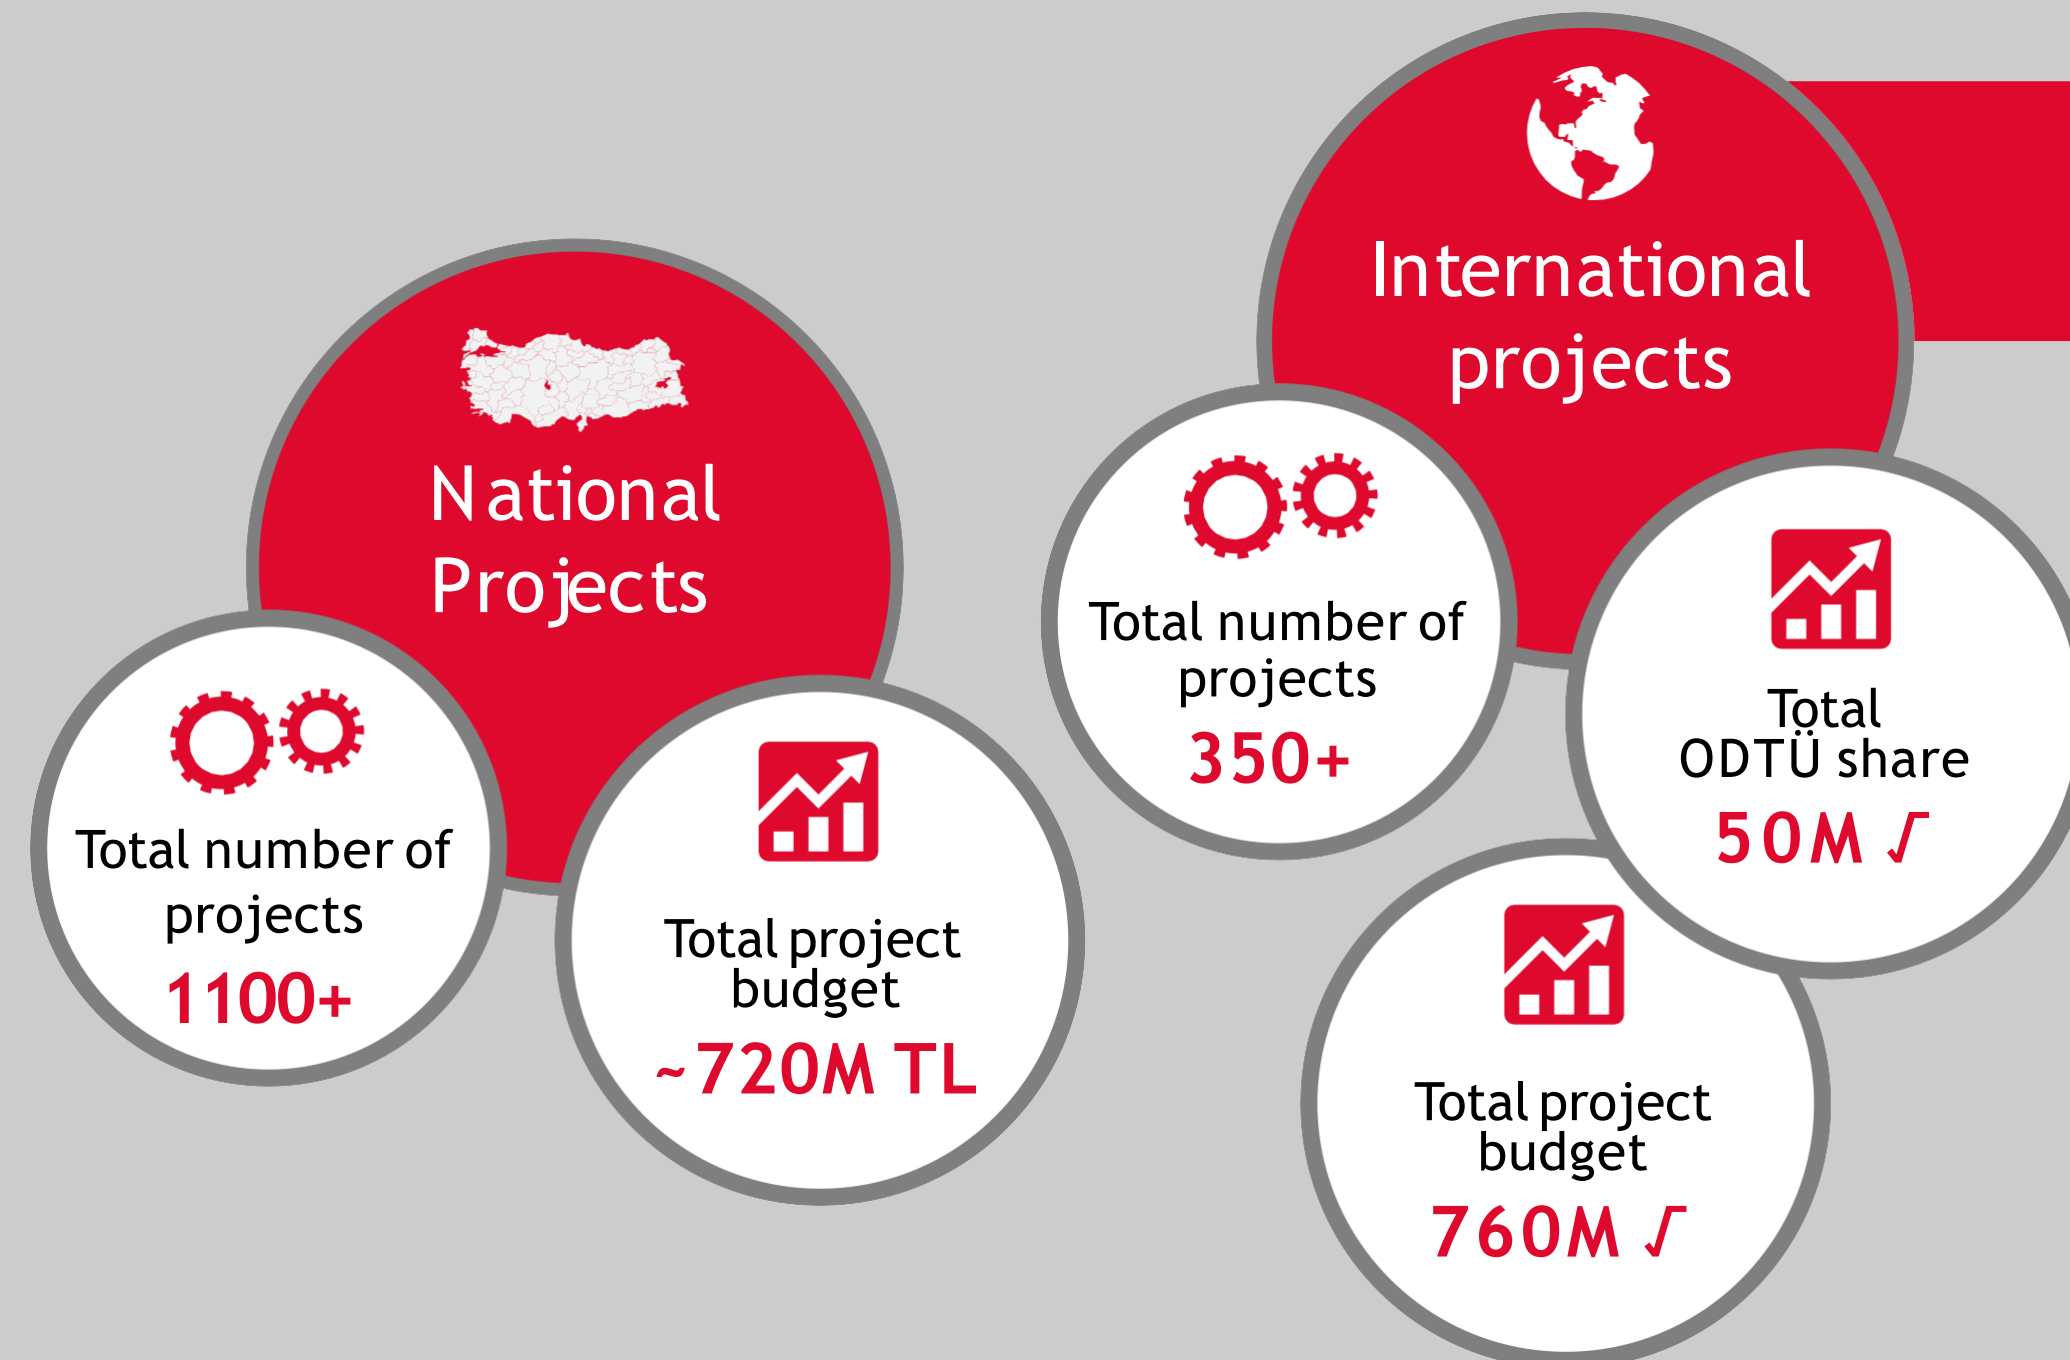 National
Projects
Total number of
projects
1100+
Total project
budget
~720M TL
International
projects
Total number of
projects
350+
Total
ODTÜ share
50M √
Total project
budget
760M √